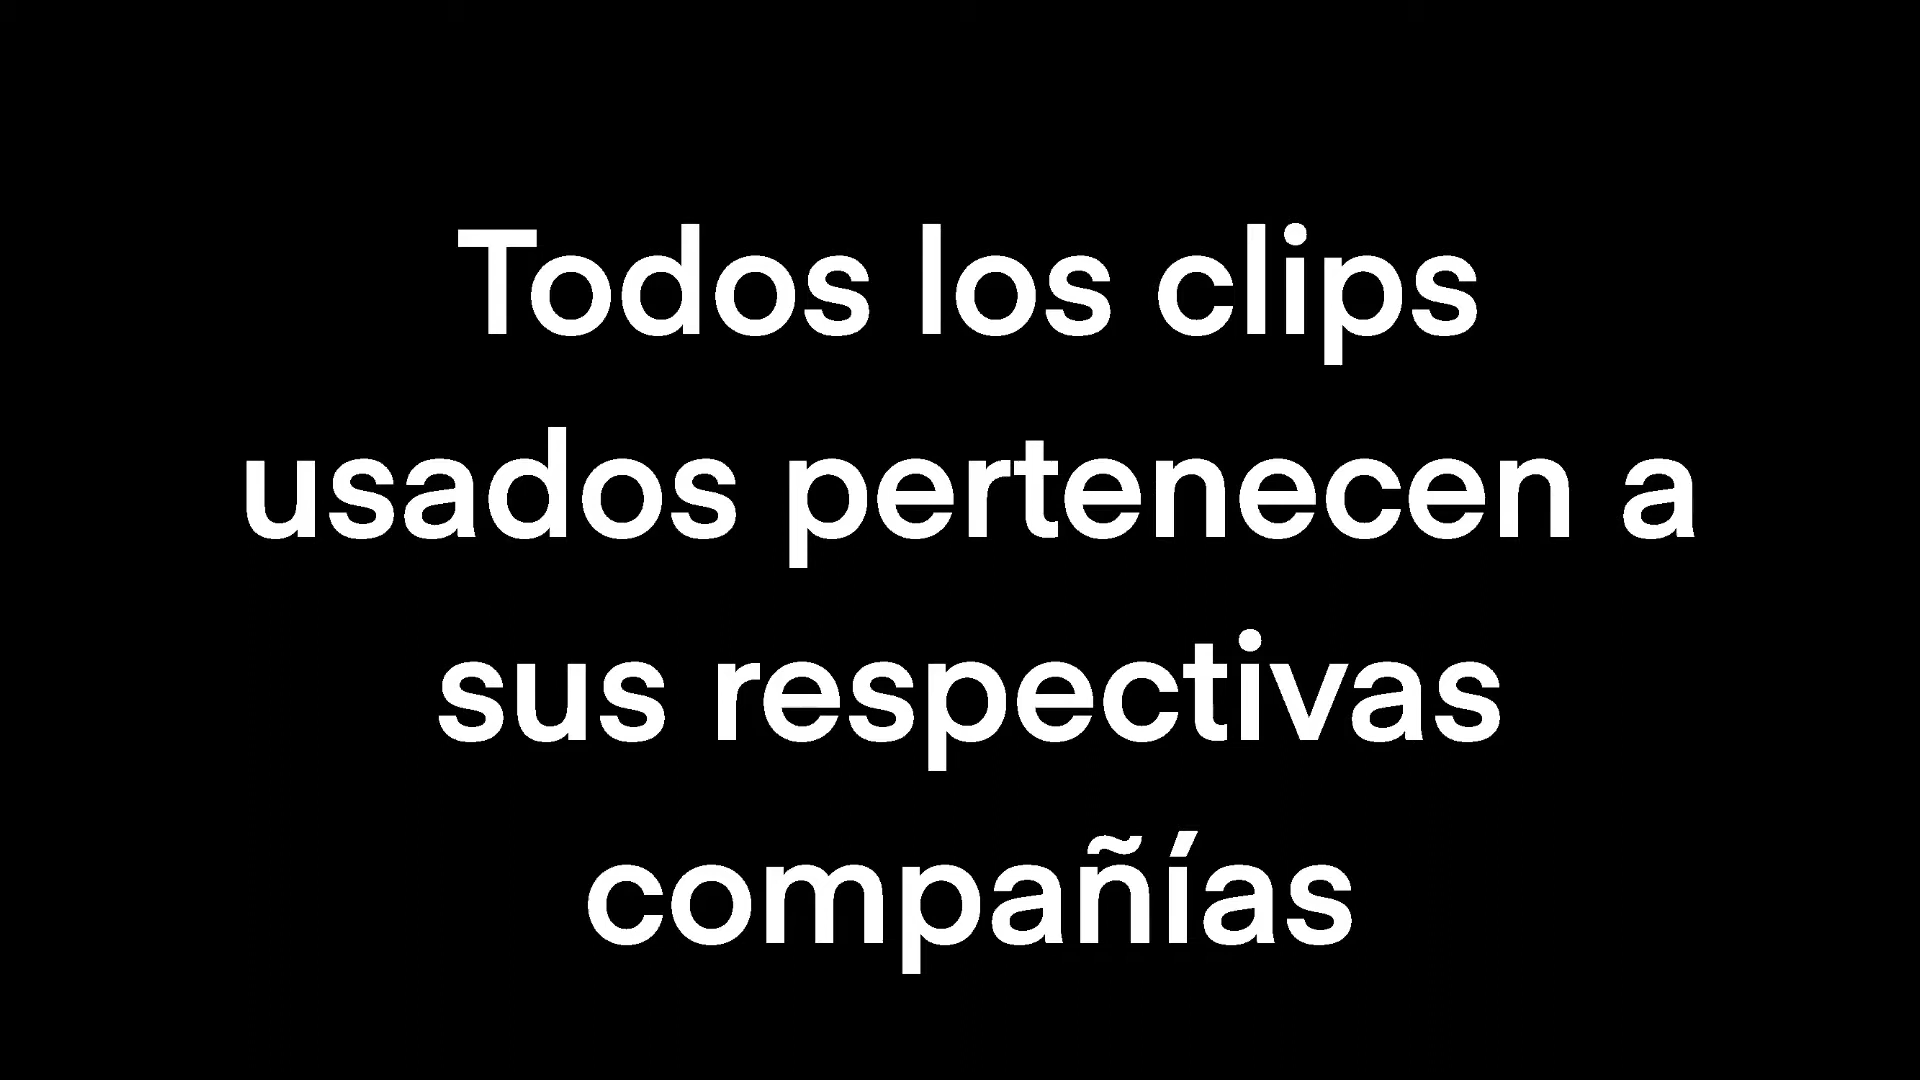 Todos los clips
usados pertenecen a
sus respectivas
compañías